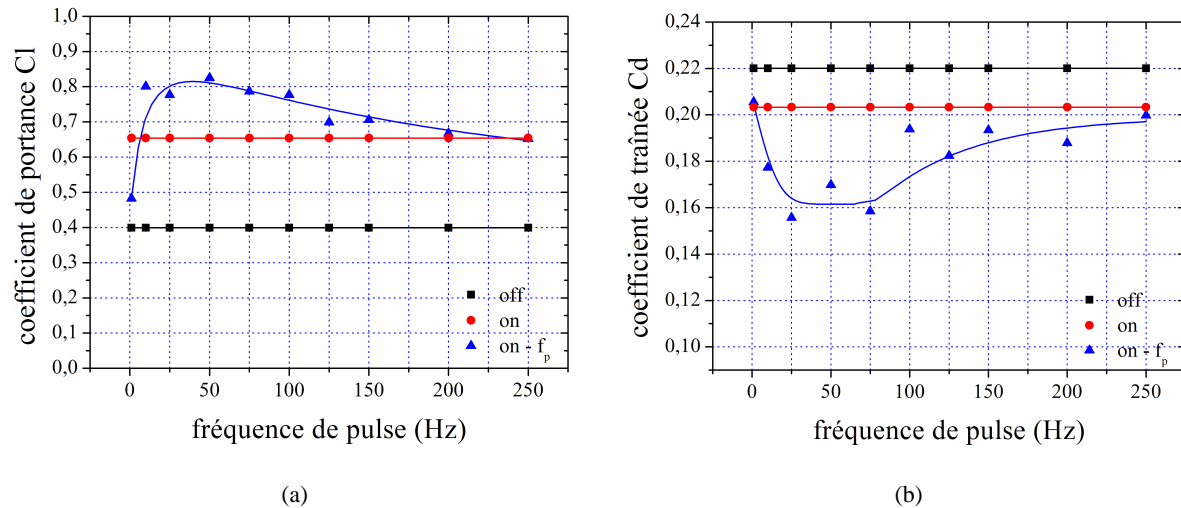 1,0
0,9
0,8
0,7
0,6
0,5
0,4
0,3
0,2
0,1
0,0
coefficient de portance Cl
off
on
on - fp
0 50 100 150 200 250
fréquence de pulse (Hz)
(a)
0,24
0,22
0,20
0,18
0,16
0,14
0,12
0,10
coefficient de traînée Cd
off
on
on - fp
0 50 100 150 200 250
fréquence de pulse (Hz)
(b)